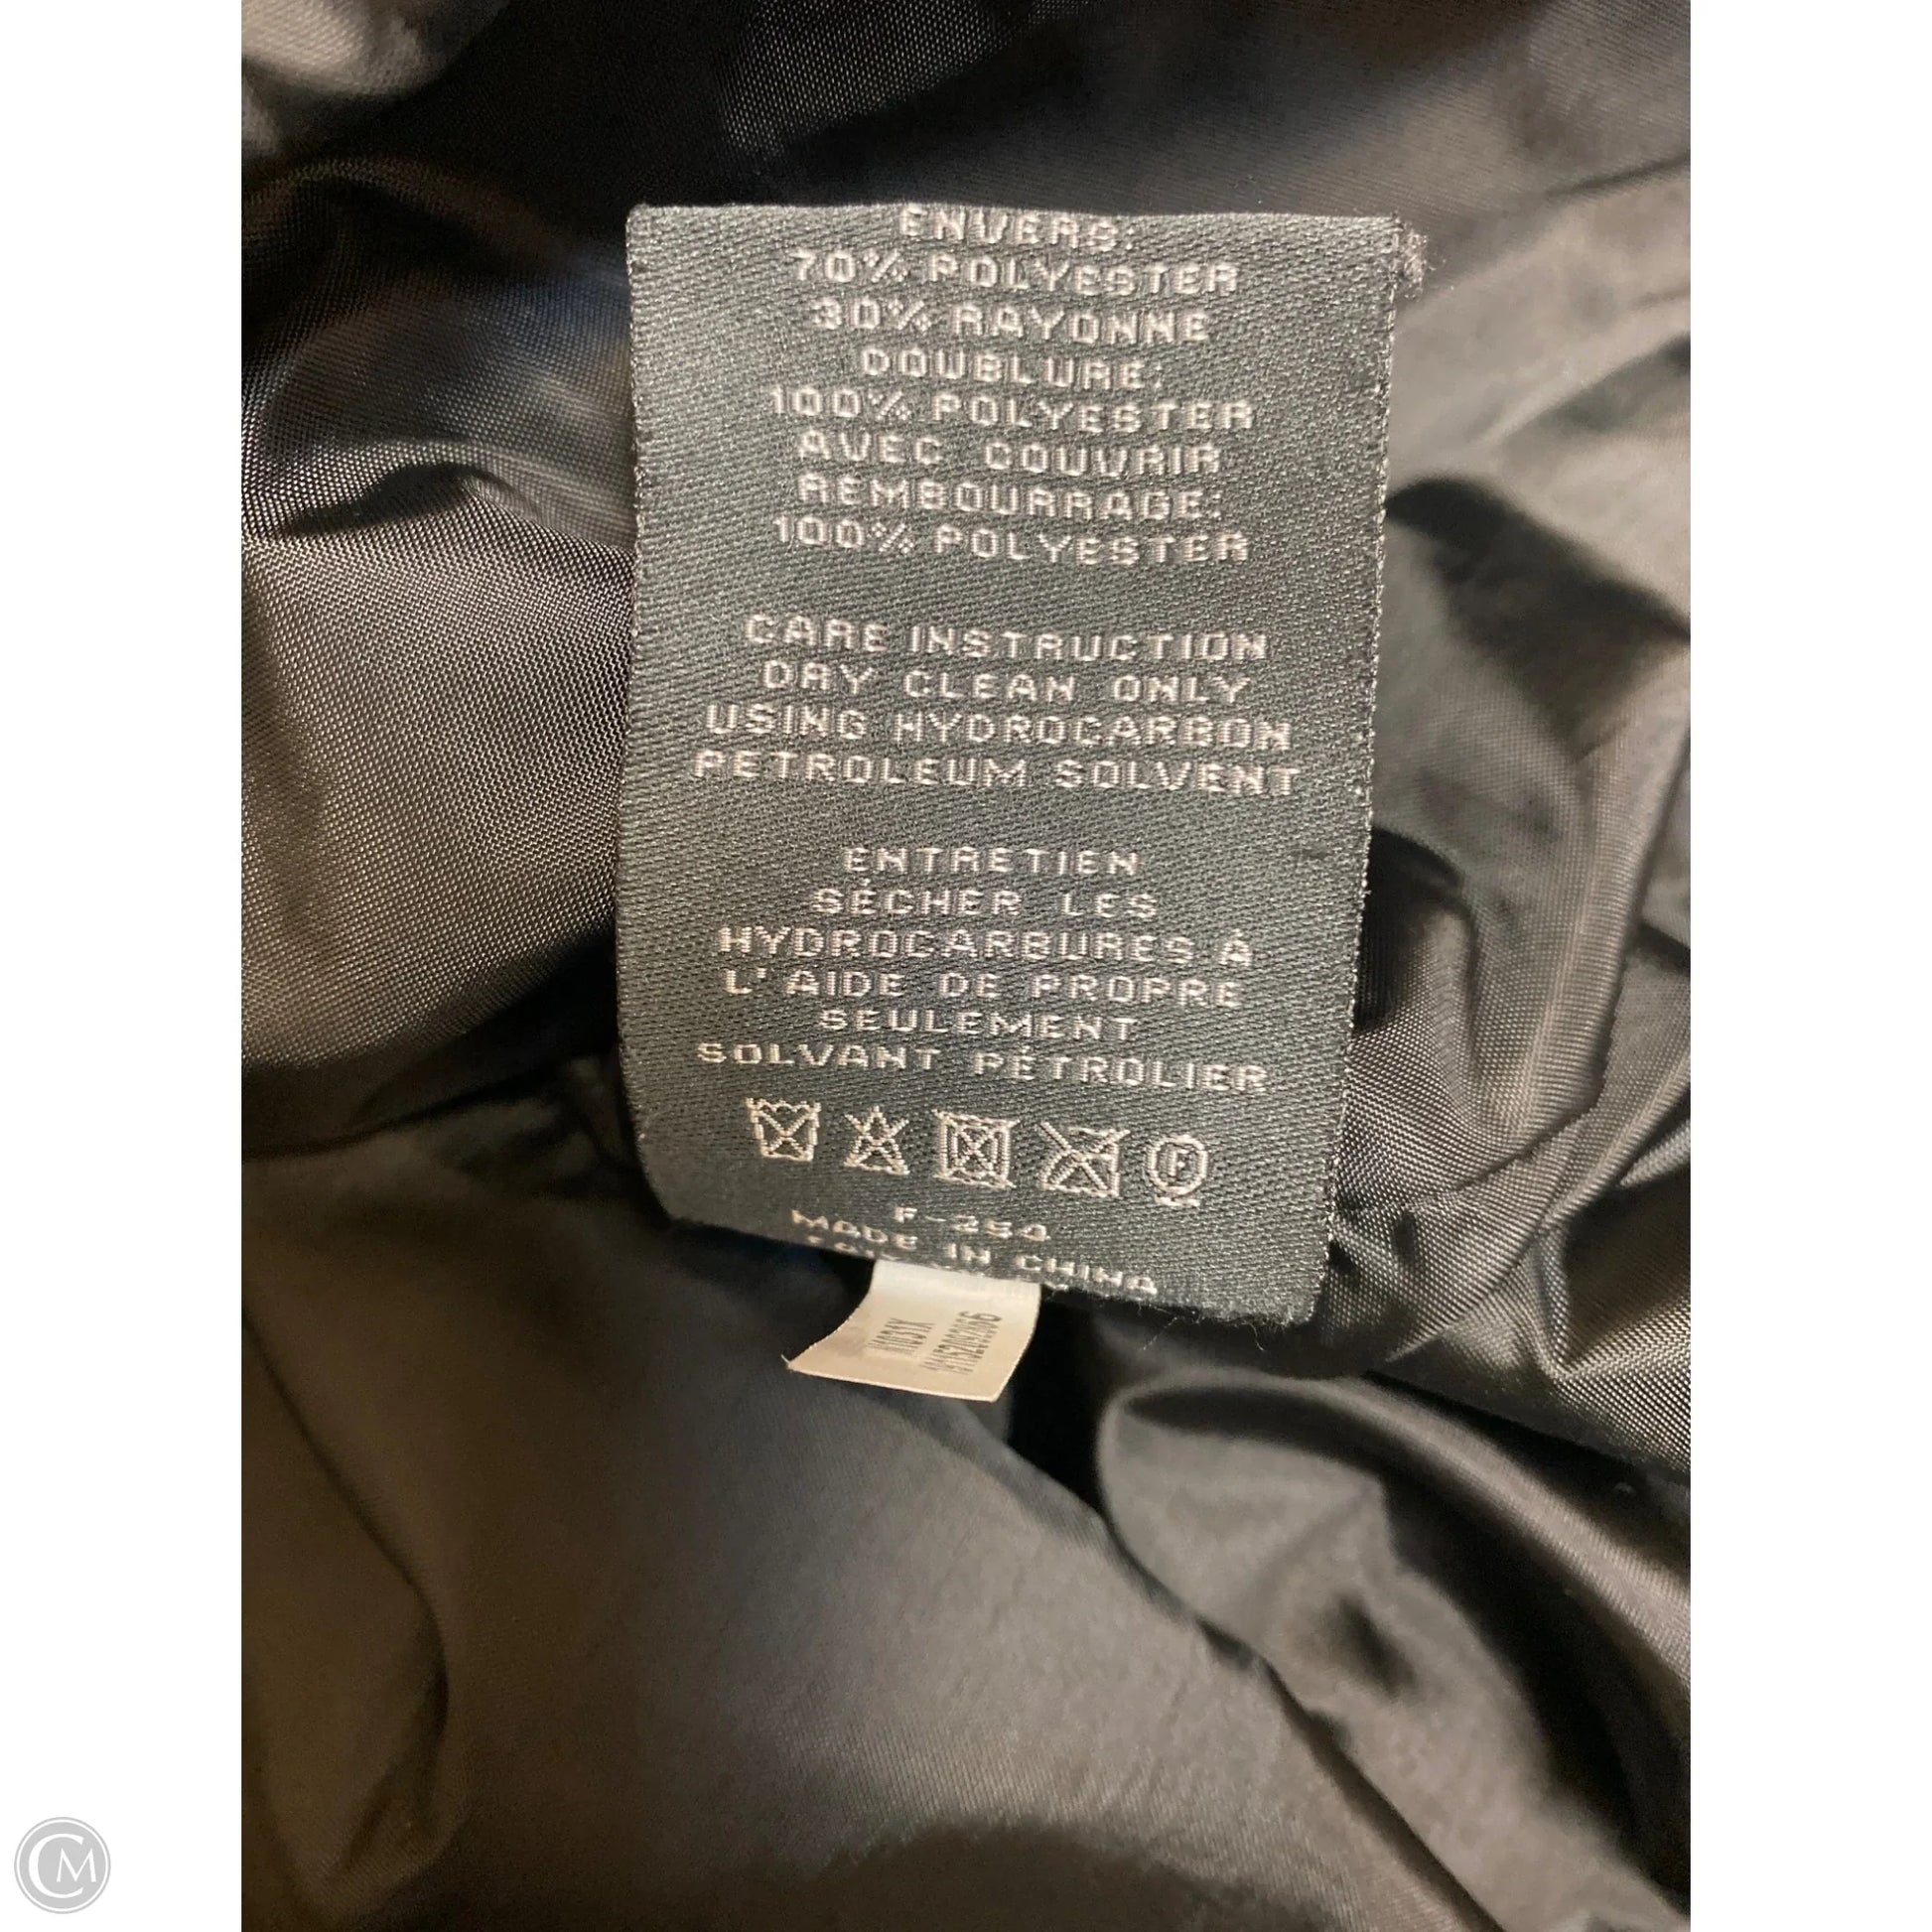 ENVERS:
70% POLYESTER
30% RAYONNE
DOUBLURE:
100% POLYESTER
AVEC COUVRIR
REMBOURRAGE:
100% POLYESTER
CARE INSTRUCTION
DRY CLEAN ONLY
USING HYDROCARBON
PETROLEUM SOLVENT
ENTRETIEN
SÉCHER LES
HYDROCARBURES À
L'AIDE DE PROPRE
SEULEMENT
SOLVANT PÉTROLIER
F
F-254
MADE IN CHINA
CM